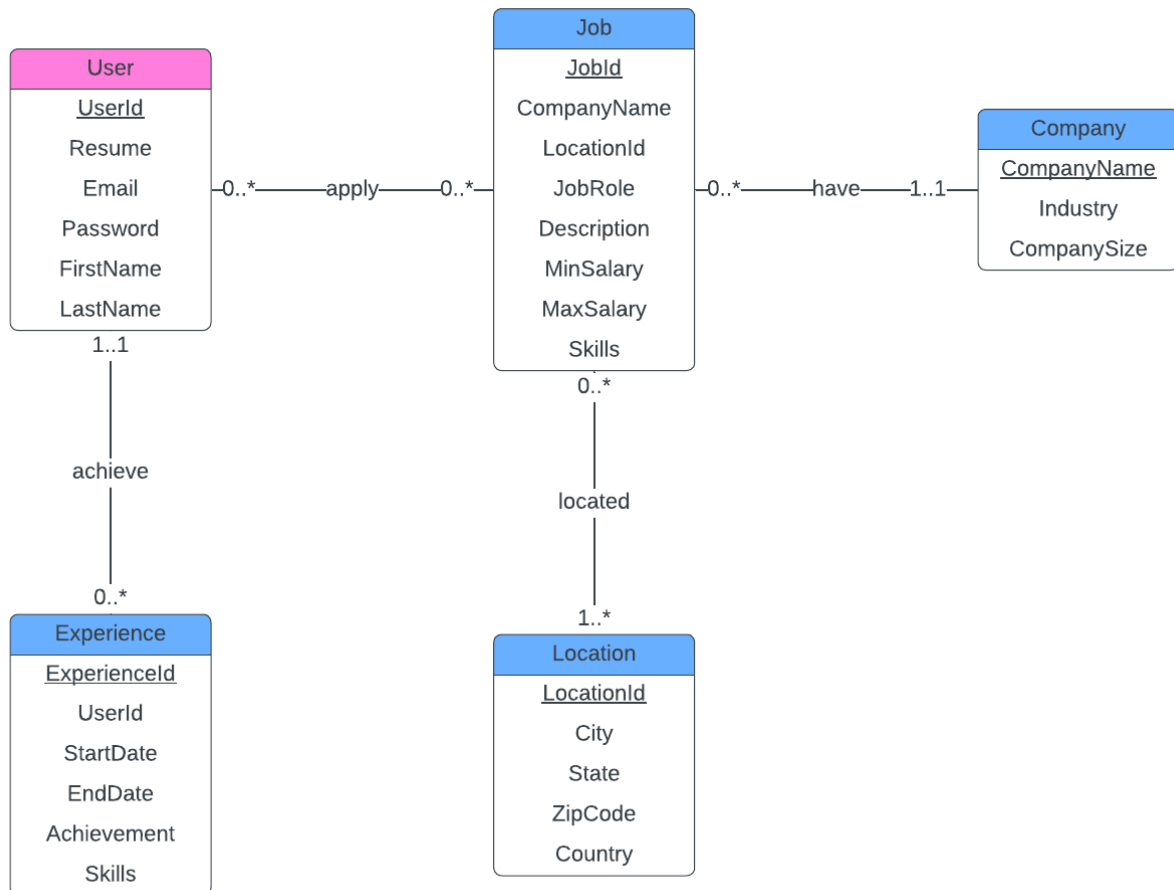 User
UserId
Resume
Email
Password
FirstName
LastName
0..* apply 0..*
Job
JobId
CompanyName
LocationId
JobRole
Description
MinSalary
MaxSalary
Skills
0..* have 1..1
Company
CompanyName
Industry
CompanySize
1..1
achieve
0..*
Experience
ExperienceId
UserId
StartDate
EndDate
Achievement
Skills
0..*
located
1..*
Location
LocationId
City
State
ZipCode
Country